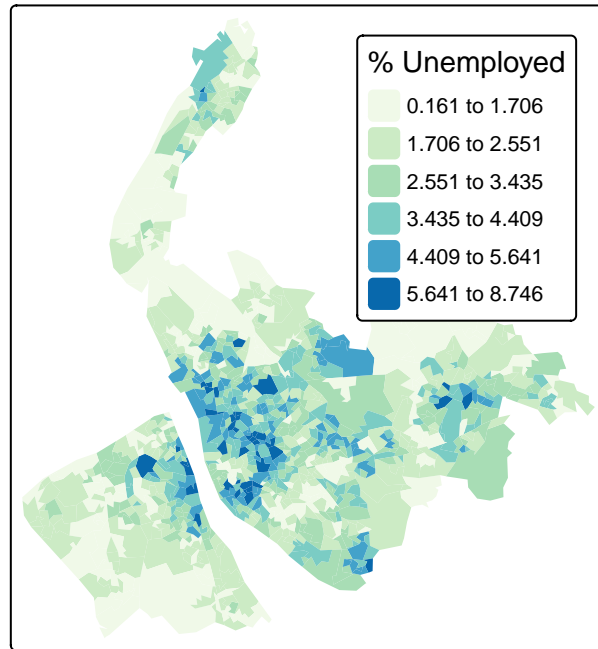 % Unemployed
0.161 to 1.706
1.706 to 2.551
2.551 to 3.435
3.435 to 4.409
4.409 to 5.641
5.641 to 8.746